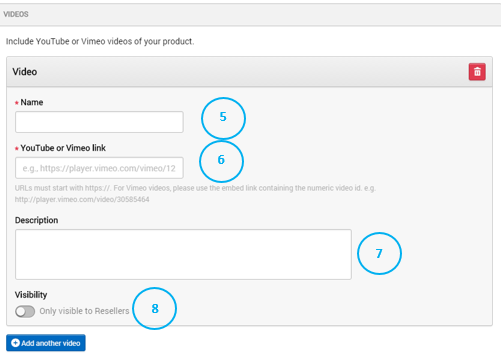 VIDEOS
Include YouTube or Vimeo videos of your product.
Video
* Name
5
* YouTube or Vimeo link
6
e.g., https://player.vimeo.com/video/12
URLs must start with https://. For Vimeo videos, please use the embed link containing the numeric video id. e.g.
http://player.vimeo.com/video/30585464
Description
7
Visibility
Only visible to Resellers
8
Add another video